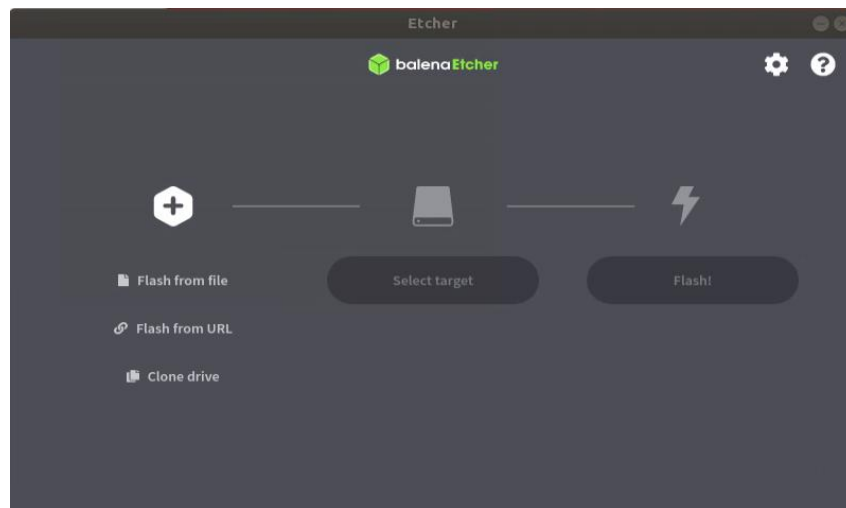 Etcher
balenaEtcher
Flash from file
Select target
Flash!
Flash from URL
Clone drive